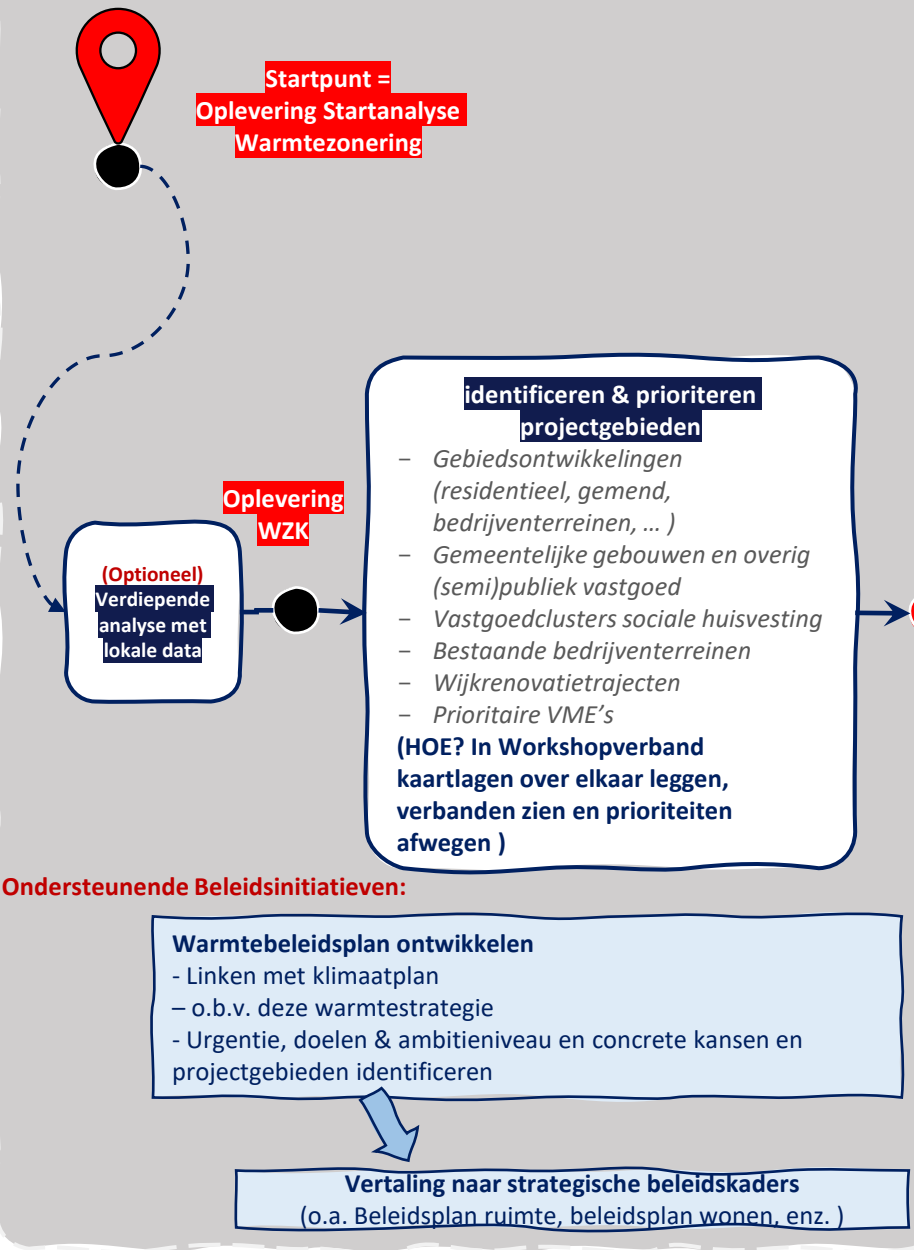 Startpunt =
Oplevering Startanalyse
Warmtezonering
identificeren & prioriteren
projectgebieden
- Gebiedsontwikkelingen
(residentieel, gemend,
bedrijventerreinen, … )
- Gemeentelijke gebouwen en overig
(semi)publiek vastgoed
- Vastgoedclusters sociale huisvesting
- Bestaande bedrijventerreinen
- Wijkrenovatietrajecten
- Prioritaire VME’s
(HOE? In Workshopverband
kaartlagen over elkaar leggen,
verbanden zien en prioriteiten
afwegen )
Oplevering
WZK
(Optioneel)
Verdiepende
analyse met
lokale data
Ondersteunende Beleidsinitiatieven:
Warmtebeleidsplan ontwikkelen
- Linken met klimaatplan
– o.b.v. deze warmtestrategie
- Urgentie, doelen & ambitieniveau en concrete kansen en
projectgebieden identificeren
Vertaling naar strategische beleidskaders
(o.a. Beleidsplan ruimte, beleidsplan wonen, enz. )